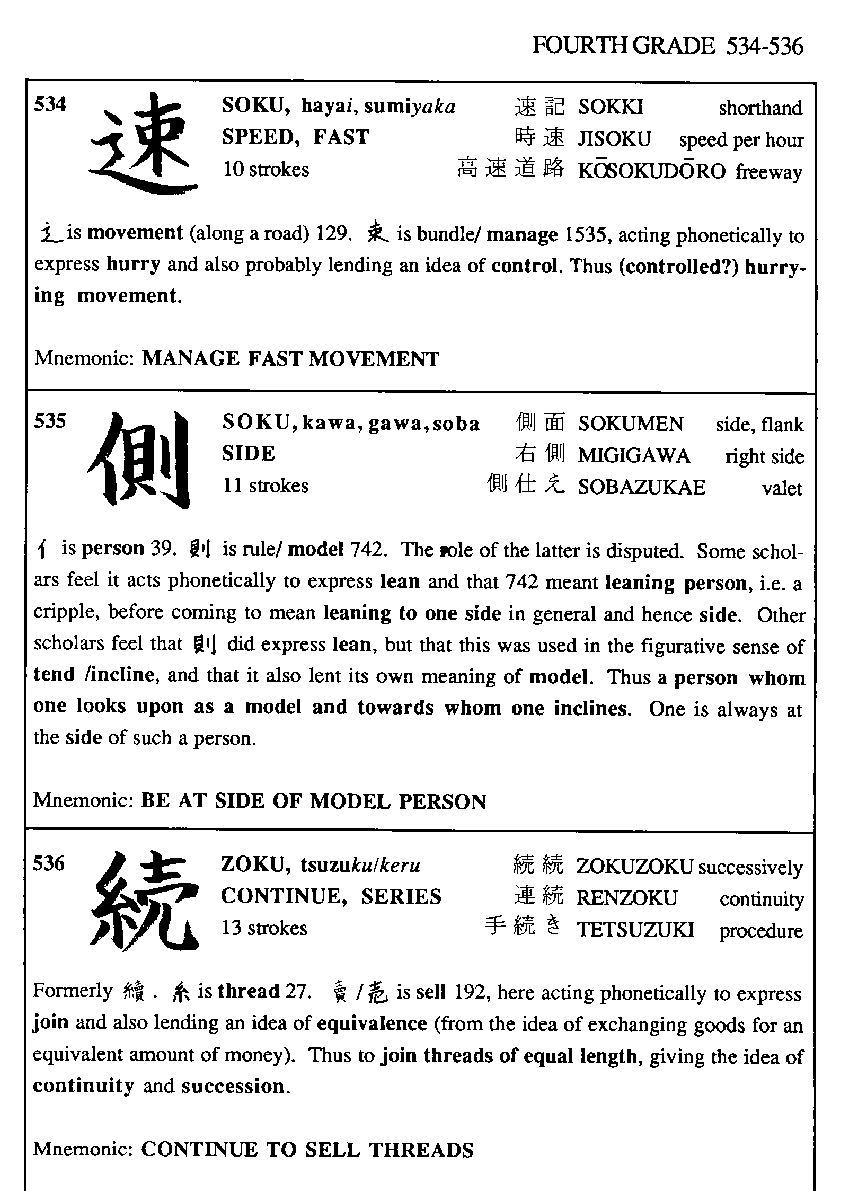 FOURTH GRADE 534-536
534 速 SOKU, hayai, sumiyaka 速記 SOKKI shorthand
SPEED, FAST 時速 JISOKU speed per hour
10 strokes 高速道路 KŌSOKUDŌRO freeway
辶 is movement (along a road) 129. 束 is bundle/ manage 1535, acting phonetically to
express hurry and also probably lending an idea of control. Thus (controlled?) hurry-
ing movement.
Mnemonic: MANAGE FAST MOVEMENT
535 側 SOKU, kawa, gawa, soba 側面 SOKUMEN side, flank
SIDE 右側 MIGIGAWA right side
11 strokes 側仕え SOBAZUKAE valet
亻 is person 39. 則 is rule/ model 742. The role of the latter is disputed. Some schol-
ars feel it acts phonetically to express lean and that 742 meant leaning person, i.e. a
cripple, before coming to mean leaning to one side in general and hence side. Other
scholars feel that 則 did express lean, but that this was used in the figurative sense of
tend /incline, and that it also lent its own meaning of model. Thus a person whom
one looks upon as a model and towards whom one inclines. One is always at
the side of such a person.
Mnemonic: BE AT SIDE OF MODEL PERSON
536 続 ZOKU, tsuzuku/keru 続続 ZOKUZOKU successively
CONTINUE, SERIES 連続 RENZOKU continuity
13 strokes 手続き TETSUZUKI procedure
Formerly 續 . 糸 is thread 27. 賣 / 売 is sell 192, here acting phonetically to express
join and also lending an idea of equivalence (from the idea of exchanging goods for an
equivalent amount of money). Thus to join threads of equal length, giving the idea of
continuity and succession.
Mnemonic: CONTINUE TO SELL THREADS